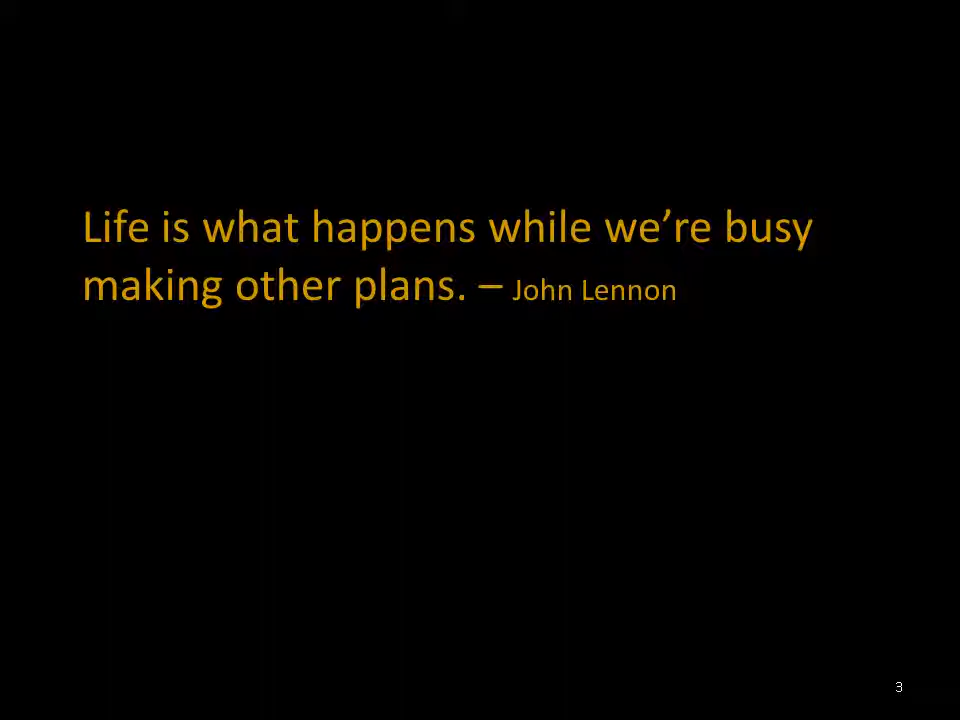 Life is what happens while we’re busy
making other plans. – John Lennon
3